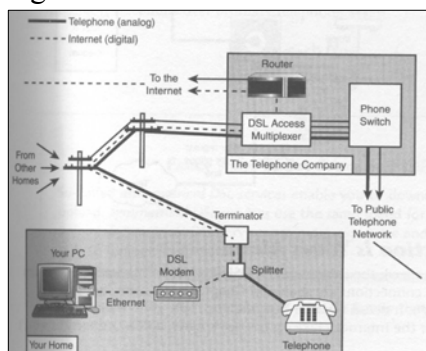 Telephone (analog)
Internet (digital)
Router
To the
Internet
DSL Access
Multiplexer
Phone
Switch
The Telephone Company
From
Other
Homes
To Public
Telephone
Network
Terminator
Your PC
DSL
Modem
Splitter
Ethernet
Telephone
Your Home